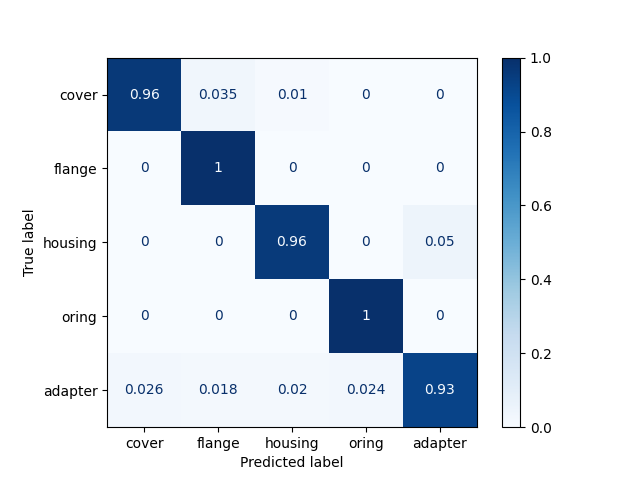 cover 0.96 0.035 0.01 0 0
flange 0 1 0 0 0
housing 0 0 0.96 0 0.05
oring 0 0 0 1 0
adapter 0.026 0.018 0.02 0.024 0.93
cover flange housing oring adapter
Predicted label
True label
1.0
0.8
0.6
0.4
0.2
0.0